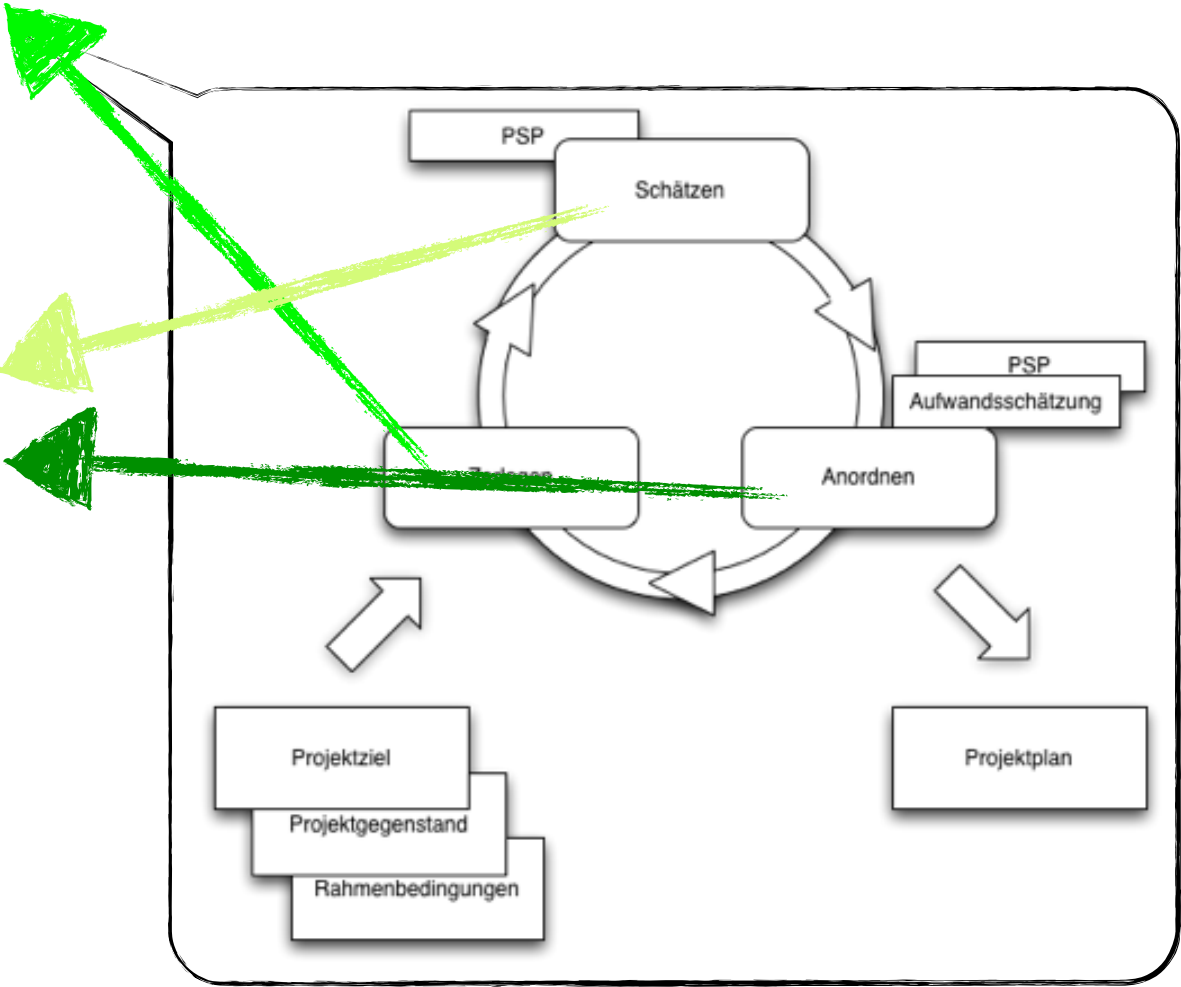 PSP
Schätzen
PSP
Aufwandsschätzung
Anordnen
Projektziel
Projektgegenstand
Rahmenbedingungen
Projektplan